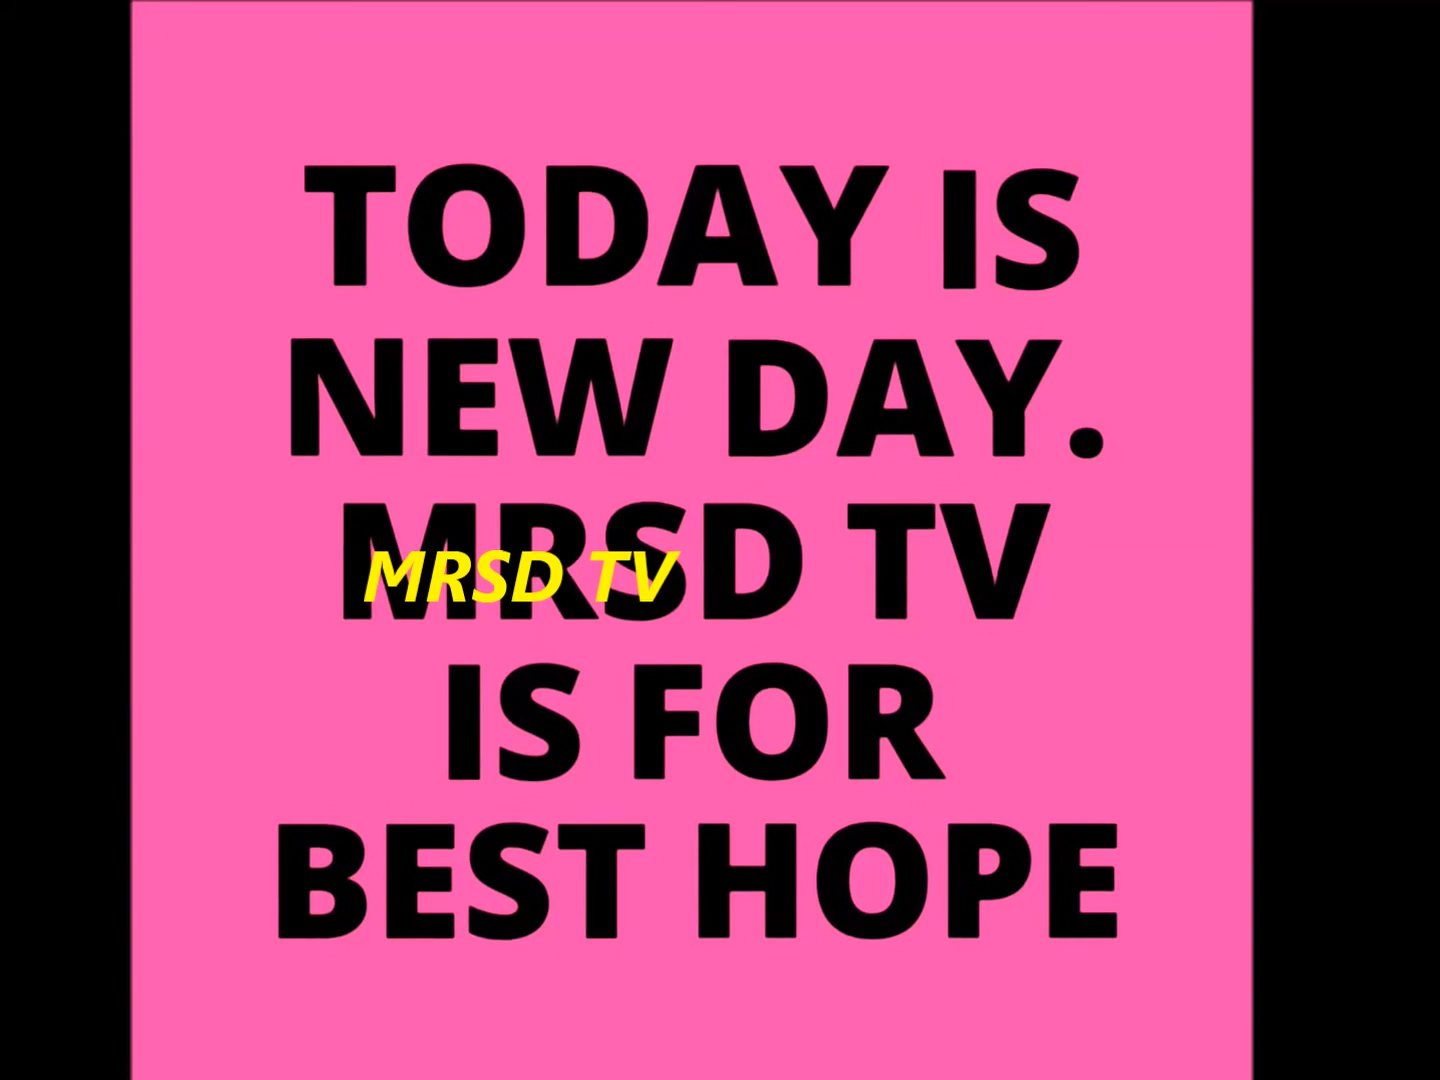 TODAY IS
NEW DAY.
MRSD TV
MRSD TV
IS FOR
BEST HOPE